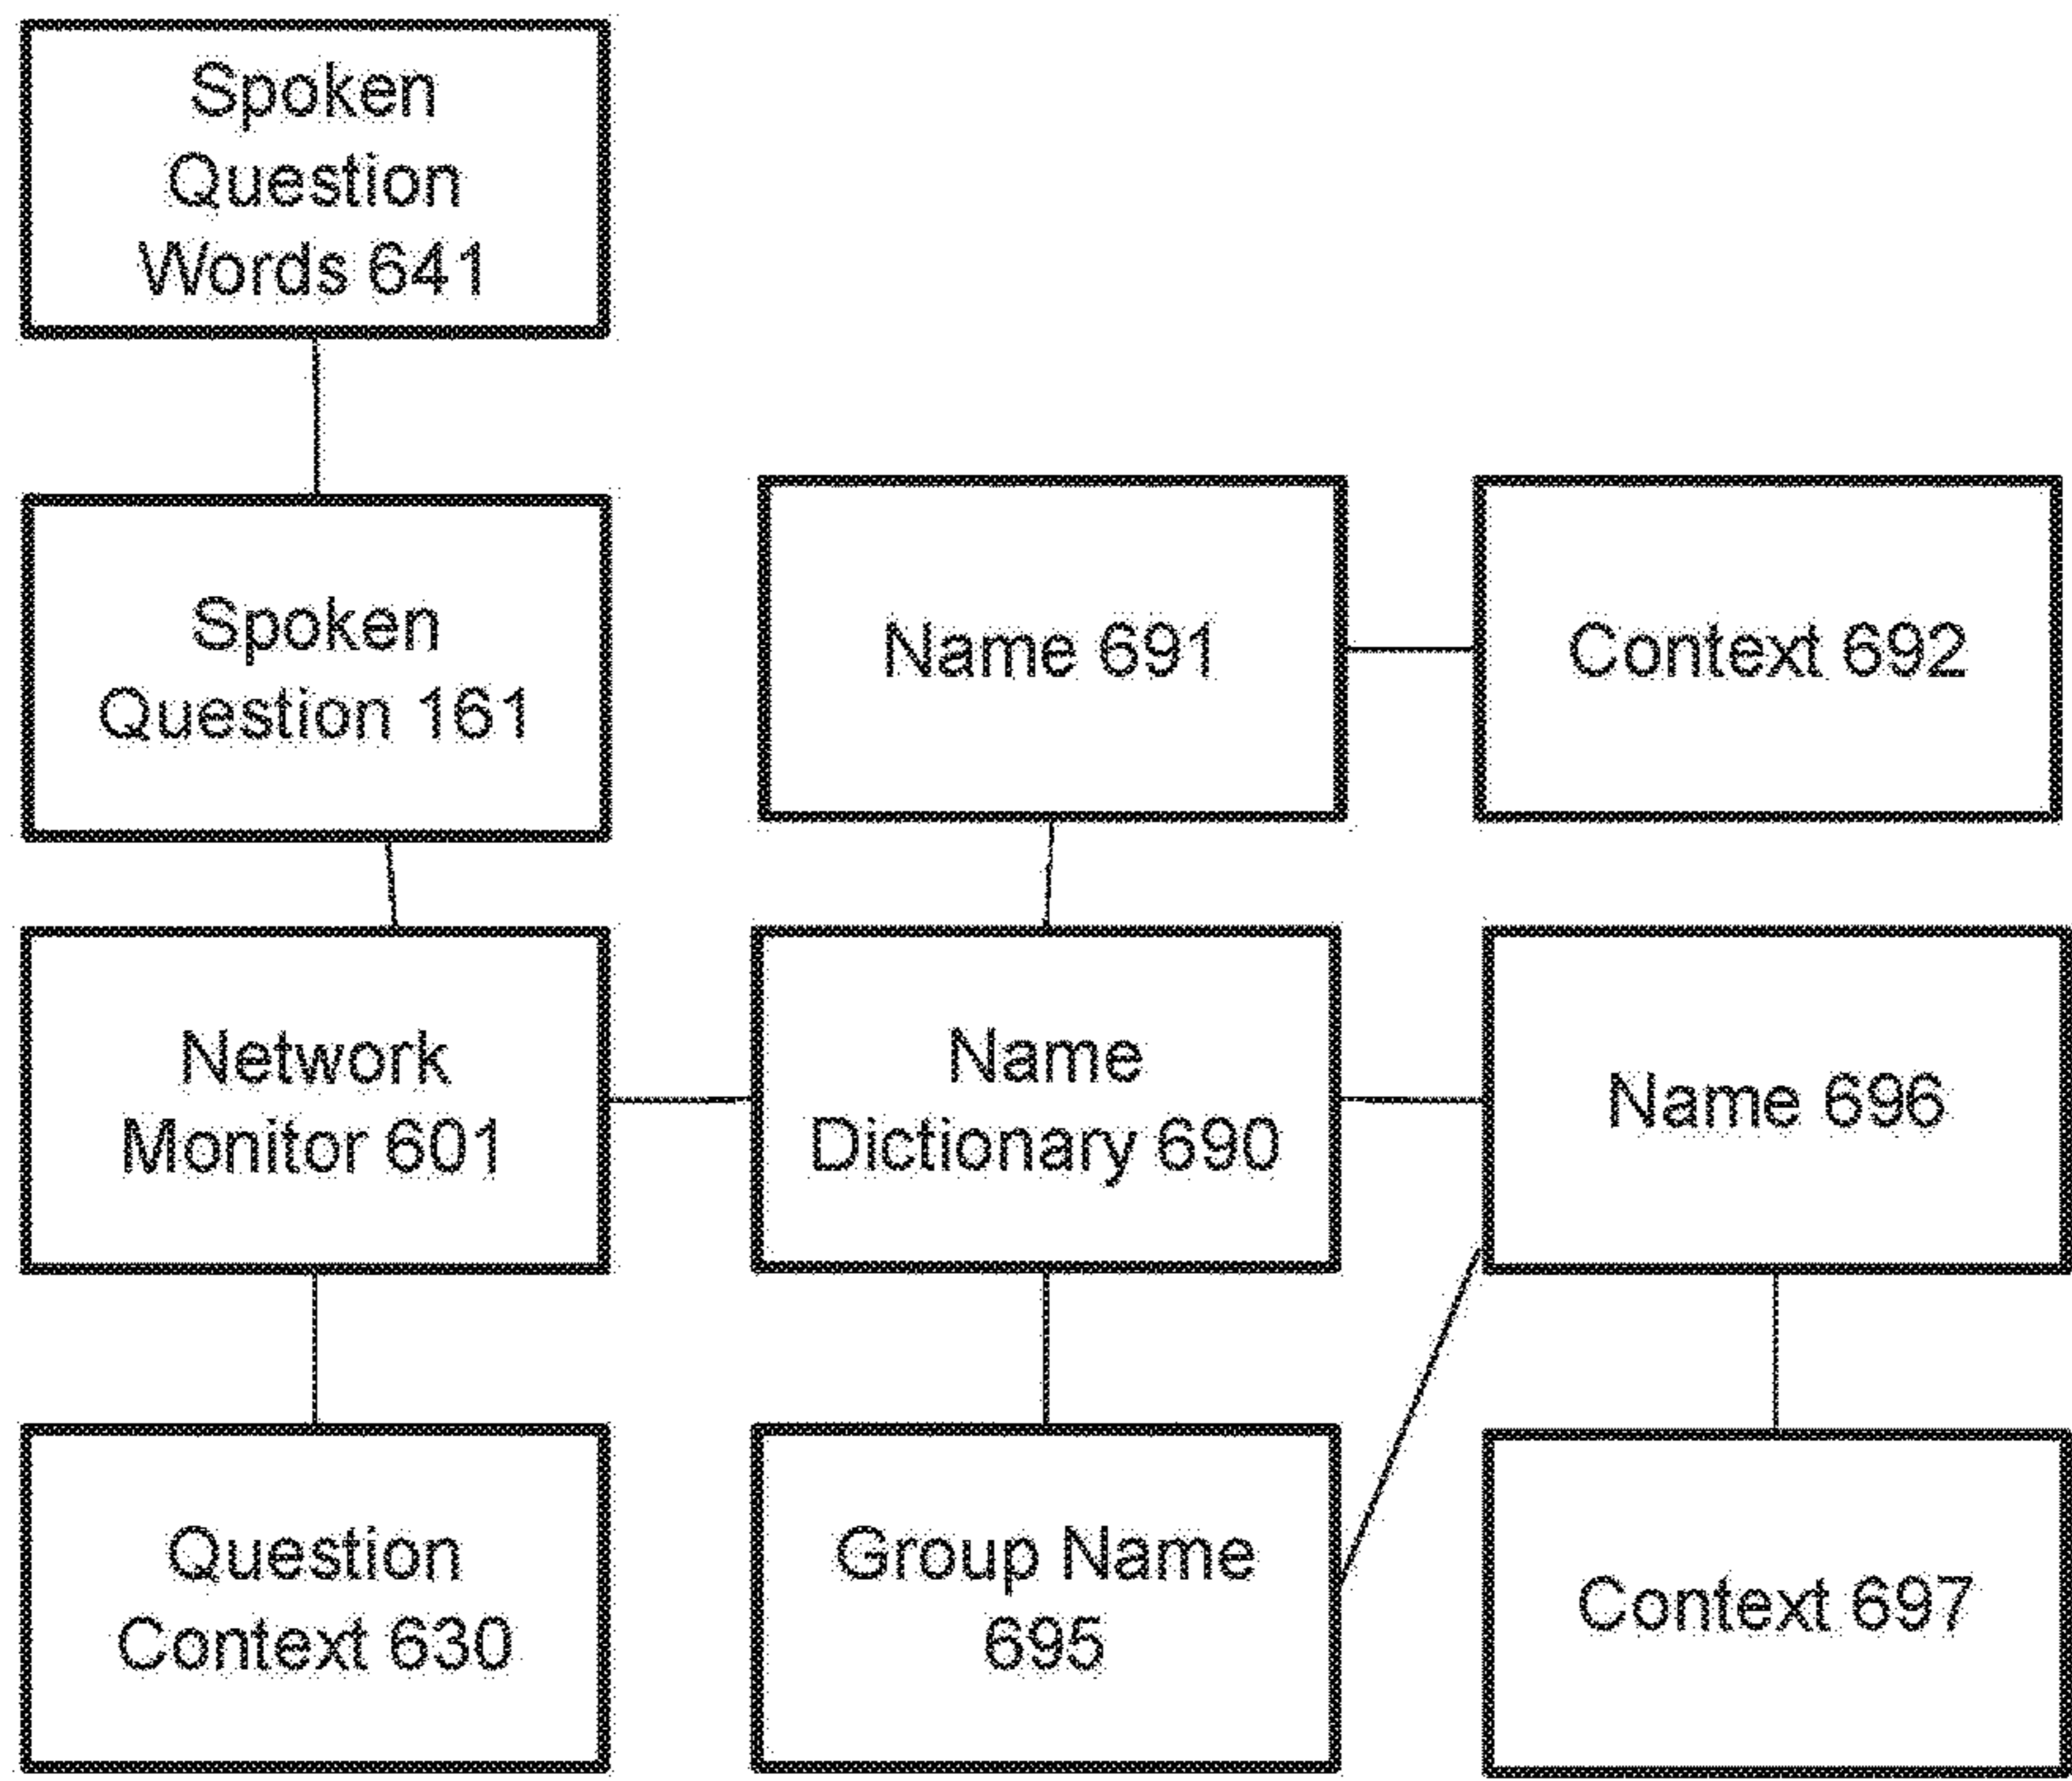 Spoken
Question
Words 641
Spoken
Question 161
Name 691
Context 692
Network
Monitor 601
Name
Dictionary 690
Name 696
Question
Context 630
Group Name
695
Context 697